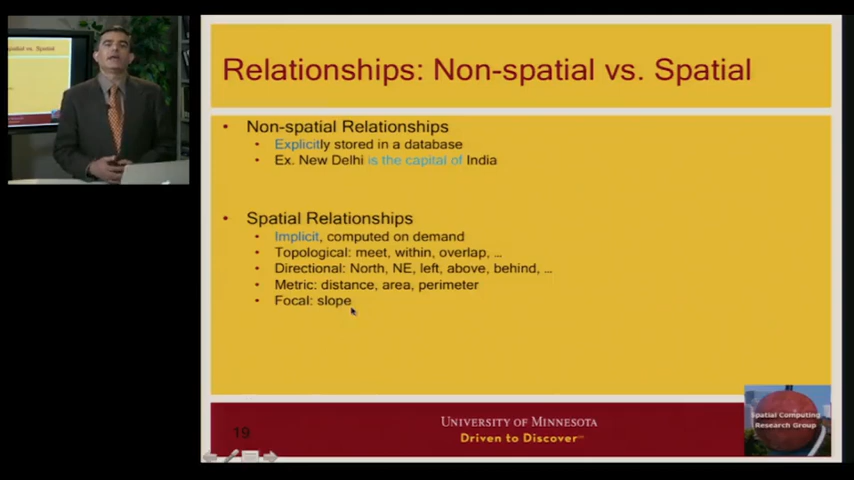 Relationships: Non-spatial vs. Spatial
• Non-spatial Relationships
• Explicitly stored in a database
• Ex. New Delhi is the capital of India
• Spatial Relationships
• Implicit, computed on demand
• Topological: meet, within, overlap, ...
• Directional: North, NE, left, above, behind, ...
• Metric: distance, area, perimeter
• Focal: slope
19
UNIVERSITY OF MINNESOTA
Driven to Discover
Spatial Computing
Research Group